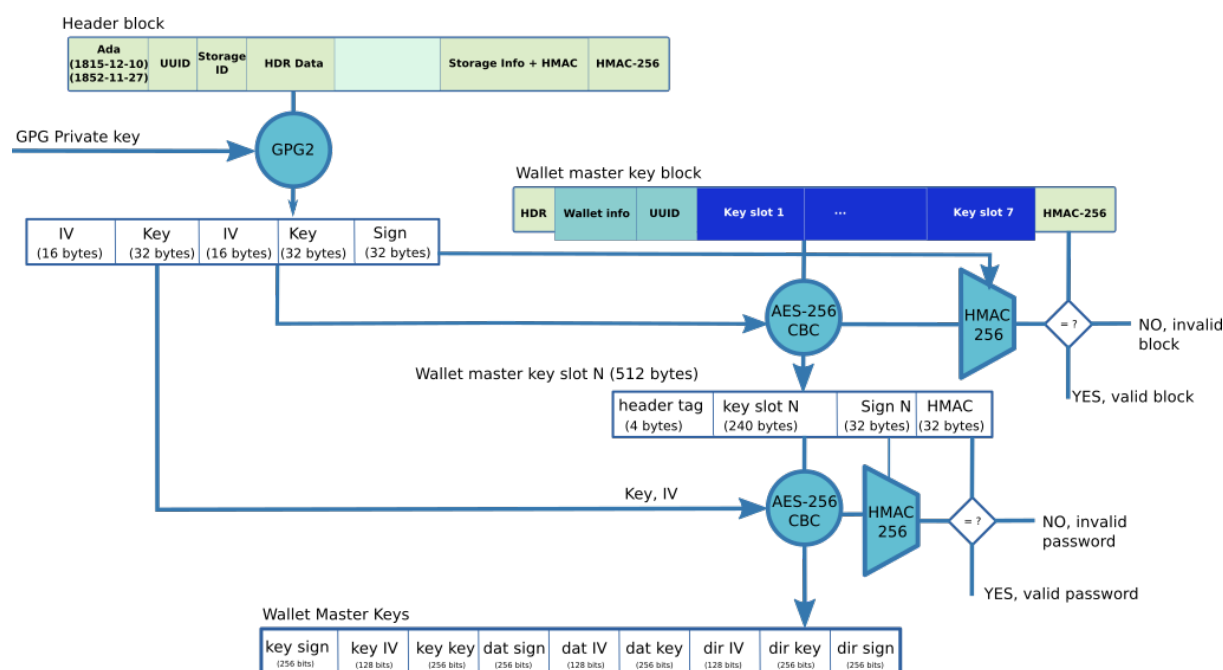 Header block
Ada
(1815-12-10)
(1852-11-27)
UUID
Storage
ID
HDR Data
Storage Info + HMAC
HMAC-256
GPG Private key
GPG2
Wallet master key block
HDR
Wallet info
UUID
Key slot 1
...
Key slot 7
HMAC-256
IV
(16 bytes)
Key
(32 bytes)
IV
(16 bytes)
Key
(32 bytes)
Sign
(32 bytes)
AES-256
CBC
HMAC
256
= ?
NO, invalid
block
YES, valid block
Wallet master key slot N (512 bytes)
header tag
(4 bytes)
key slot N
(240 bytes)
Sign N
(32 bytes)
HMAC
(32 bytes)
Key, IV
AES-256
CBC
HMAC
256
= ?
NO, invalid
password
YES, valid password
Wallet Master Keys
key sign
(256 bits)
key IV
(128 bits)
key key
(256 bits)
dat sign
(256 bits)
dat IV
(128 bits)
dat key
(256 bits)
dir IV
(128 bits)
dir key
(256 bits)
dir sign
(256 bits)